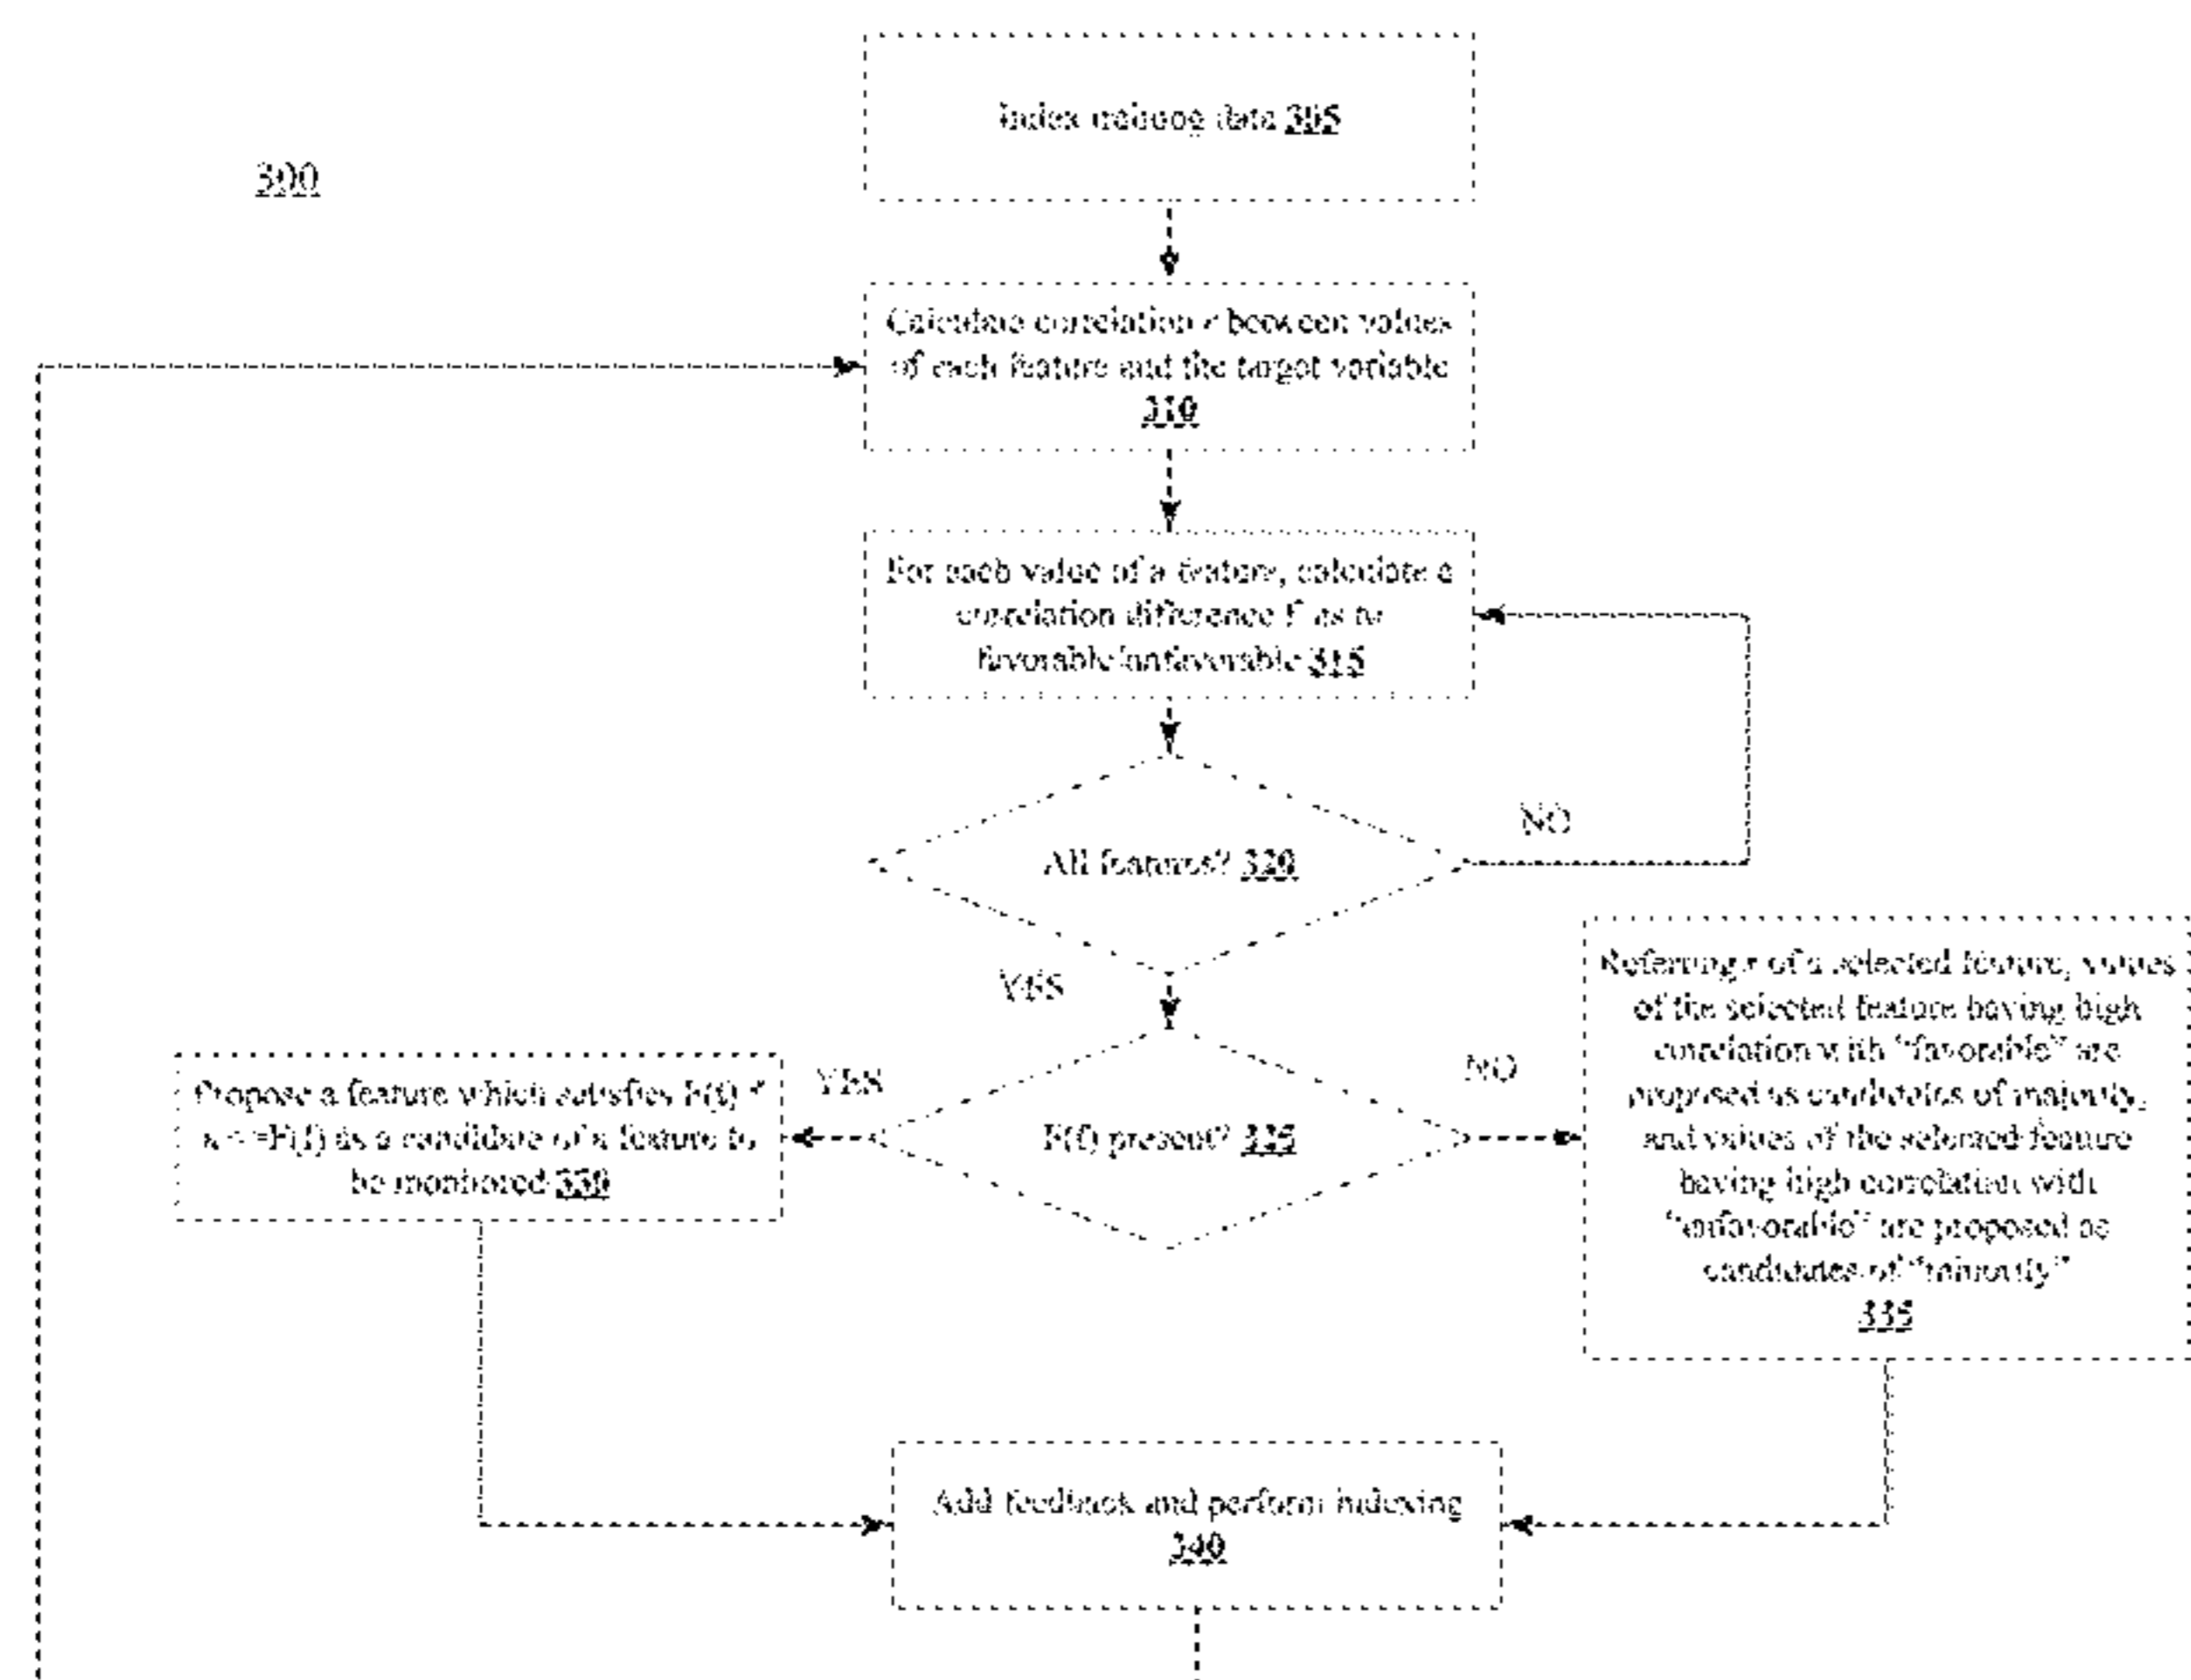 300
Index training data 305
Calculate correlation r between values
of each feature and the target variable
310
For each value of a feature, calculate a
correlation difference F as to
favorable/unfavorable 315
All features? 320
NO
YES
F(f) present? 325
YES
NO
Propose a feature which satisfies F(f) *
as a candidate of a feature to
be monitored 330
Referring r of a selected feature, values
of the selected feature having high
correlation with "favorable" are
proposed as candidates of majority,
and values of the selected feature
having high correlation with
"unfavorable" are proposed as
candidates of "minority"
335
Add feedback and perform indexing
340